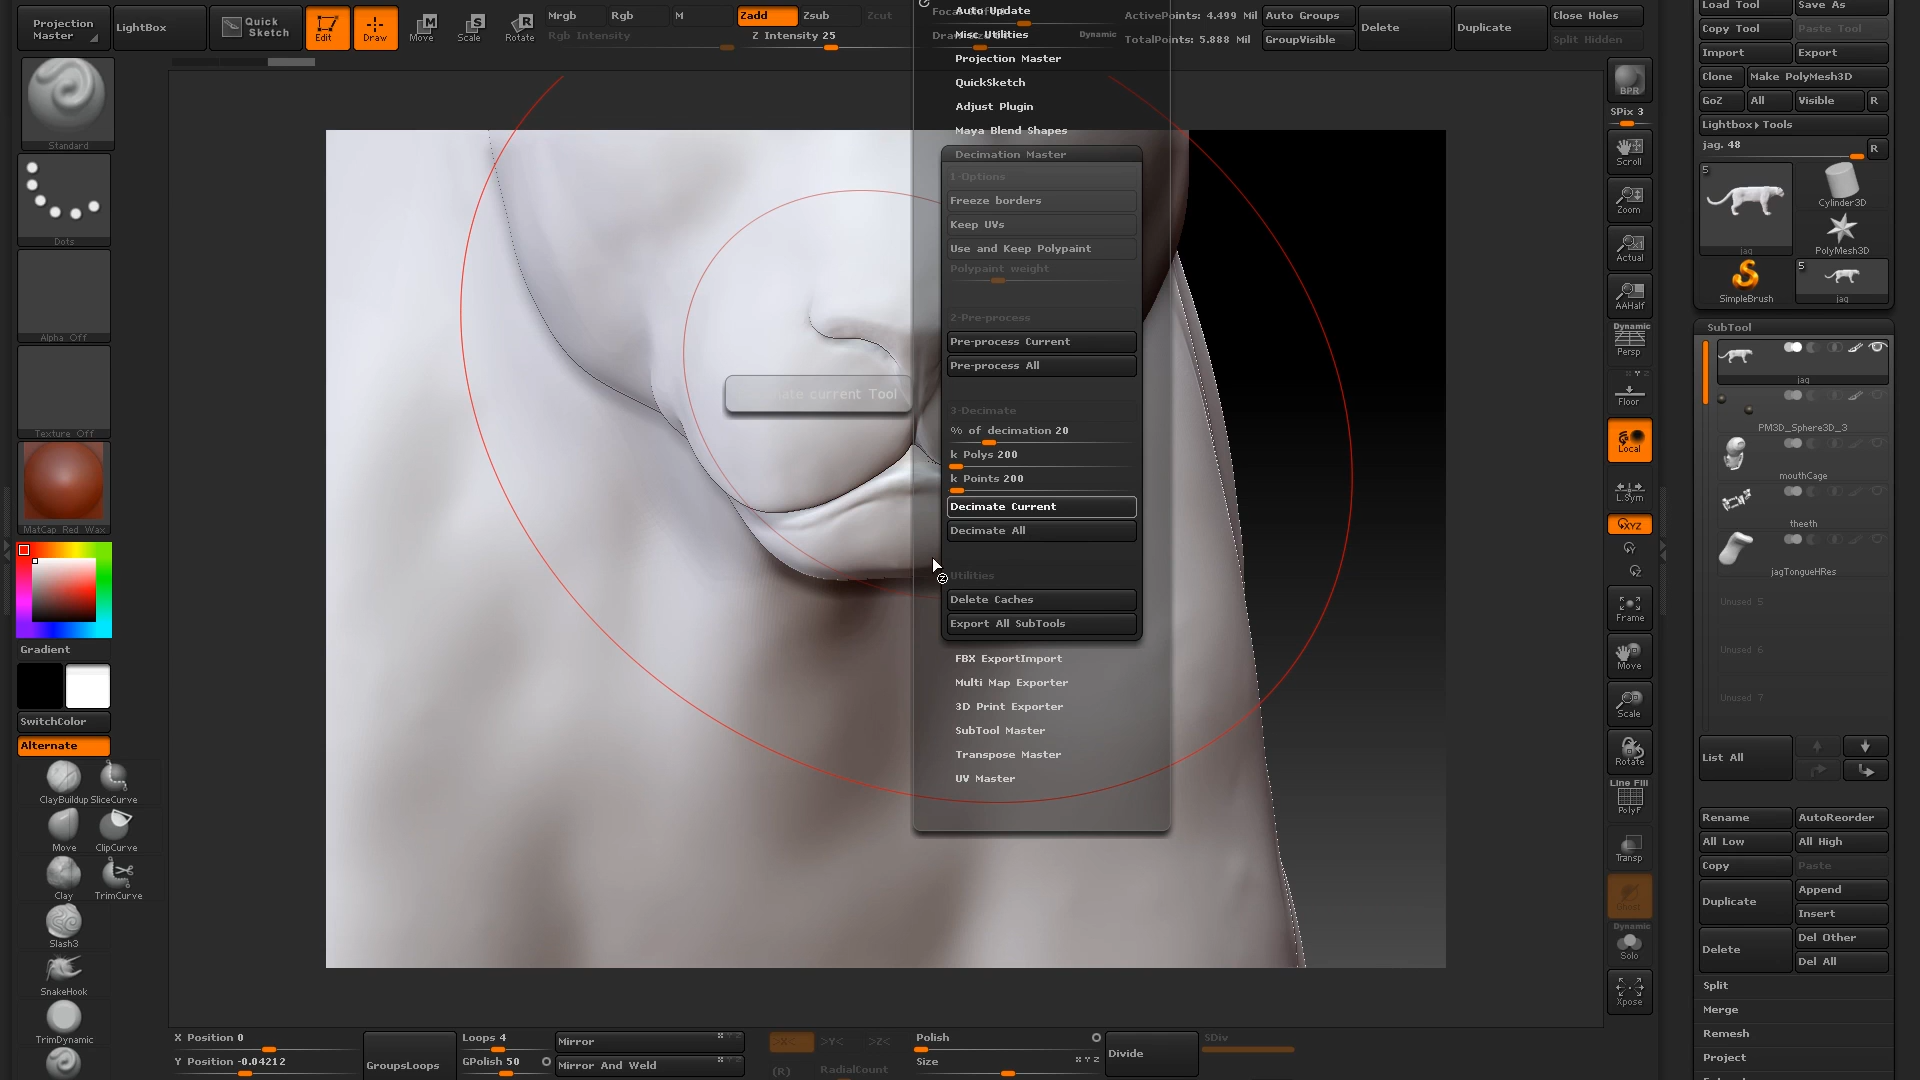 Projection Master
LightBox
Quick Sketch
Edit
Draw
Move
Scale
Rotate
Mrgb
Rgb
M
Zadd
Zsub
Zcut
Rgb Intensity
Z Intensity 25
Dynamic
ActivePoints: 4.499 Mil
TotalPoints: 5.888 Mil
Auto Groups
GroupVisible
Delete
Duplicate
Close Holes
Split Hidden
Standard
Dots
Alpha Off
Texture Off
MatCap Red Wax
Gradient
SwitchColor
Alternate
ClayBuildup
SliceCurve
Move
ClipCurve
Clay
TrimCurve
Slash3
SnakeHook
TrimDynamic
Auto Update
Misc Utilities
Projection Master
QuickSketch
Adjust Plugin
Maya Blend Shapes
Decimation Master
1-Options
Freeze borders
Keep UVs
Use and Keep Polypaint
Polypaint weight
2-Pre-process
Pre-process Current
Pre-process All
current Tool
3-Decimate
% of decimation 20
k Polys 200
k Points 200
Decimate Current
Decimate All
Utilities
Delete Caches
Export All SubTools
FBX ExportImport
Multi Map Exporter
3D Print Exporter
SubTool Master
Transpose Master
UV Master
BPR
SPix 3
Scroll
Zoom
Actual
AAHalf
Dynamic
Persp
Floor
Local
L.Sym
XYZ
Frame
Move
Scale
Rotate
Line Fill
PolyF
Transp
Ghost
Dynamic
Solo
Xpose
Load Tool
Save As
Copy Tool
Paste Tool
Import
Export
Clone
Make PolyMesh3D
GoZ
All
Visible
R
Lightbox▸Tools
jag. 48
R
5
jag
Cylinder3D
PolyMesh3D
SimpleBrush
5
jag
SubTool
jag
PM3D_Sphere3D_3
mouthCage
theeth
jagTongueHRes
Unused 5
Unused 6
Unused 7
List All
Rename
AutoReorder
All Low
All High
Copy
Paste
Duplicate
Append
Insert
Delete
Del Other
Del All
Split
Merge
Remesh
Project
X Position 0
Y Position -0.04212
GroupsLoops
Loops 4
GPolish 50
Mirror
Mirror And Weld
>X<
>Y<
>Z<
(R)
RadialCount
Polish
Size
Divide
SDiv